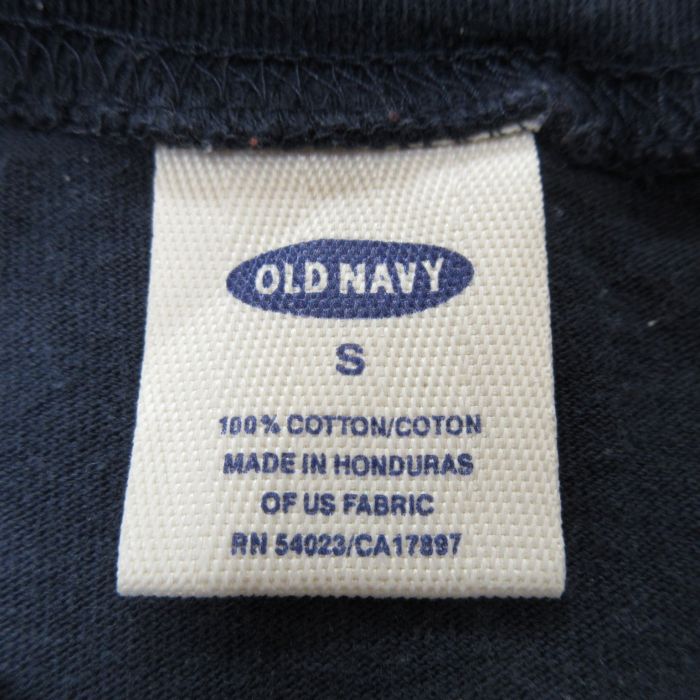 OLD NAVY
S
100% COTTON/COTON
MADE IN HONDURAS
OF US FABRIC
RN 54023/CA17897